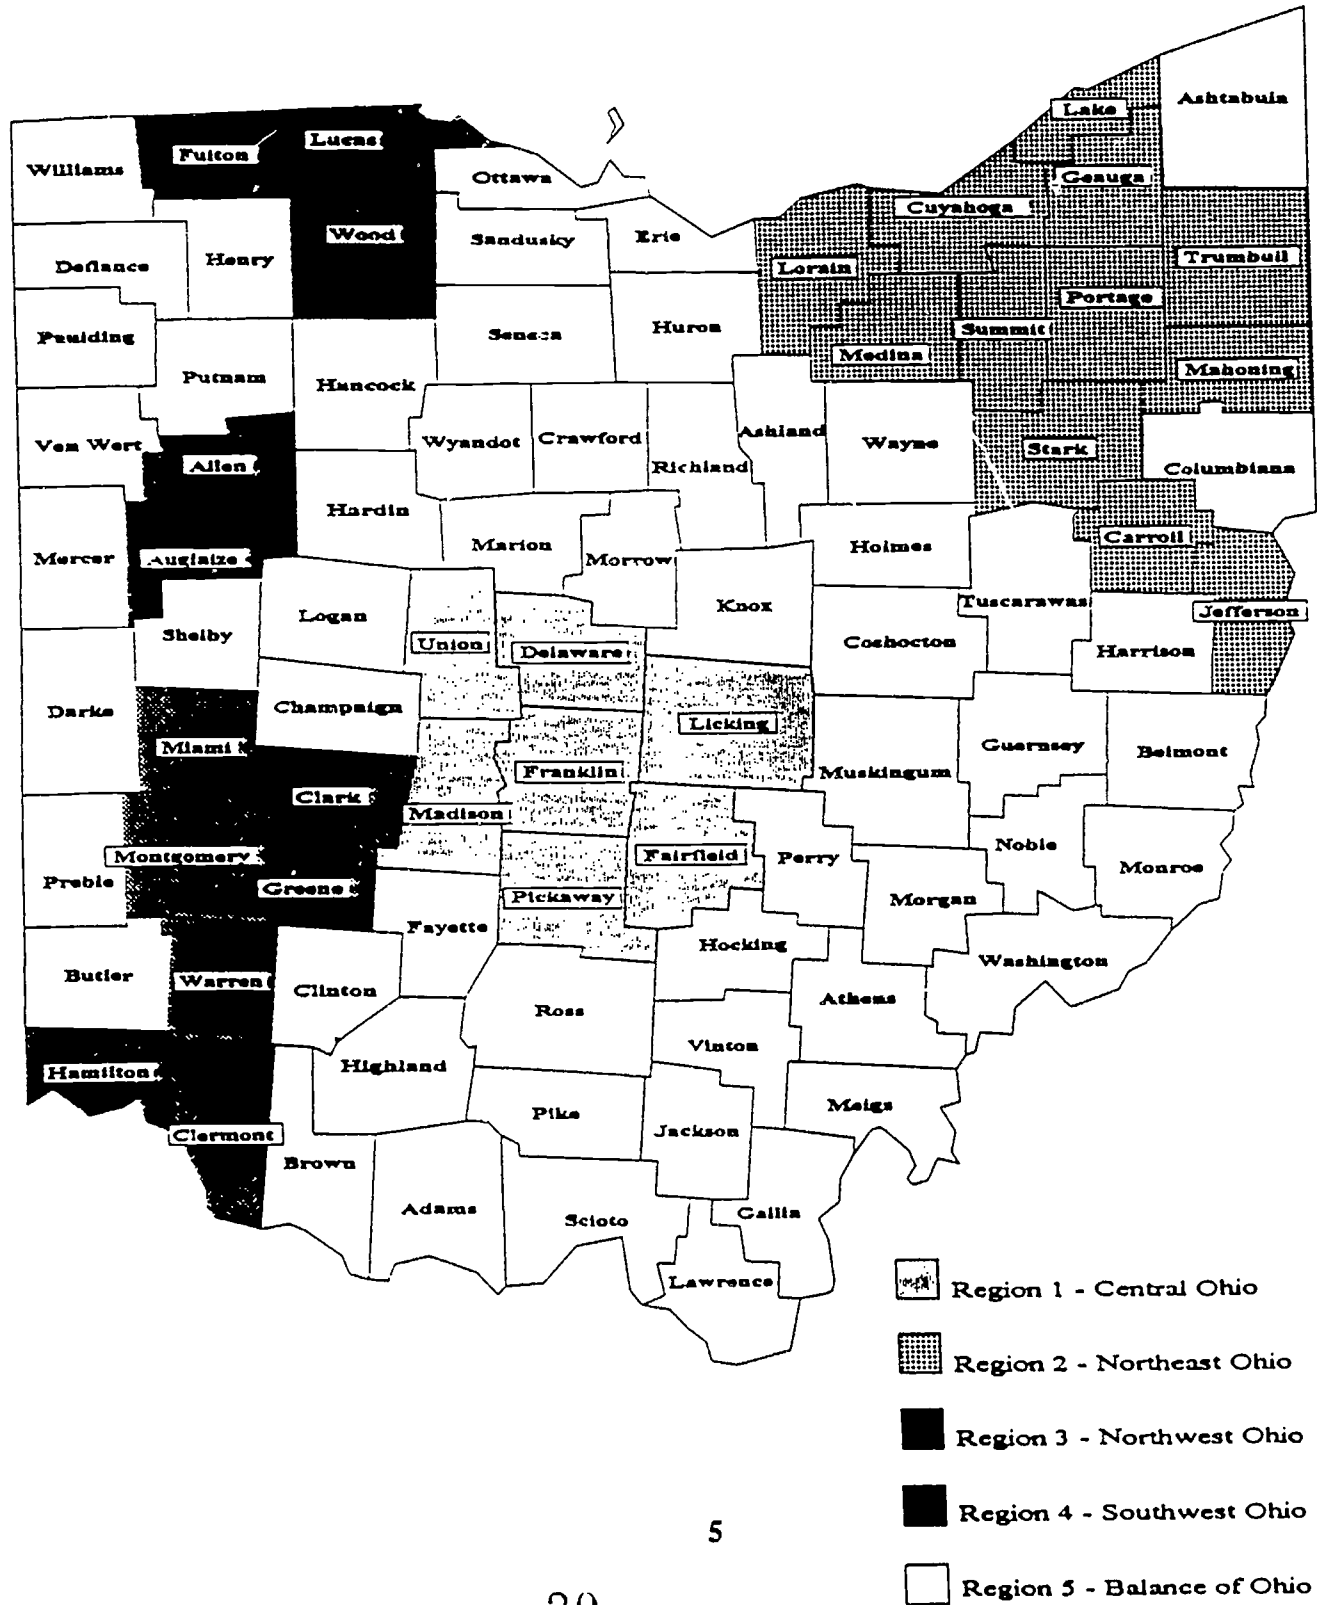 Ashtabula
Lake
Lucas
Fulton
Williams
Ottawa
Geauga
Cuyahoga
Wood
Erie
Sandusky
Henry
Defiance
Lorain
Trumbull
Portage
Summit
Huron
Seneca
Paulding
Medina
Mahoning
Putnam
Hancock
Ashland
Crawford
Wyandot
Wayne
Van Wert
Stark
Allen
Richland
Columbiana
Hardin
Carroll
Marion
Holmes
Mercer
Auglaize
Morrow
Knox
Tuscarawas
Jefferson
Logan
Shelby
Union
Delaware
Coshocton
Harrison
Champaign
Darke
Licking
Miami
Guernsey
Belmont
Franklin
Muskingum
Clark
Madison
Noble
Montgomery
Fairfield
Perry
Monroe
Preble
Greene
Pickaway
Morgan
Fayette
Hocking
Washington
Butler
Warren
Clinton
Athens
Ross
Vinton
Highland
Hamilton
Meigs
Pike
Jackson
Clermont
Brown
Adams
Scioto
Gallia
Lawrence
Region 1 - Central Ohio
Region 2 - Northeast Ohio
Region 3 - Northwest Ohio
Region 4 - Southwest Ohio
5
Region 5 - Balance of Ohio